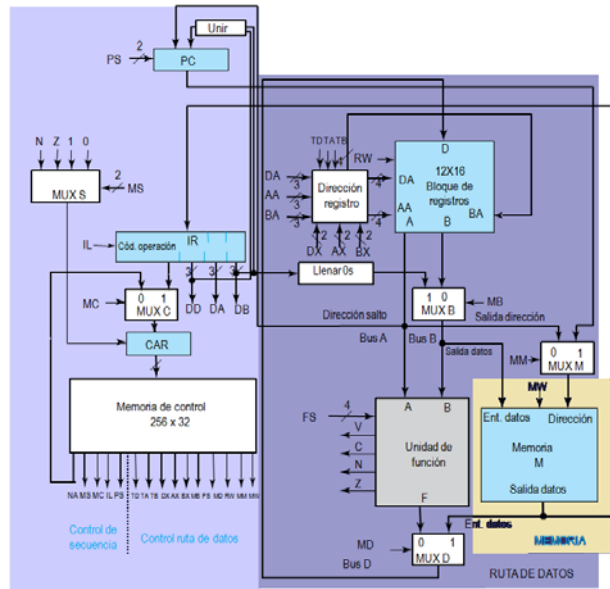 Unir
2
PS
PC
N Z 1 0
2
MS
MUX S
TD TA TB
4
RW
D
12X16
Bloque de
registros
DA
AA
BA
3
3
3
Dirección
registro
4
4
DA
AA
A
B
BA
2
2
2
DX
AX
BX
IR
IL
Cód. operación
3
3
3
Llenar 0s
MC
0 1
MUX C
DD
DA
DB
1 0
MUX B
MB
Dirección salto
Salida dirección
Bus A
Bus B
Salida datos
CAR
0 1
MUX M
MM
MW
Memoria de control
256 x 32
FS
4
A
B
V
C
N
Z
Unidad de
función
F
Ent. datos
Dirección
Memoria
M
Salida datos
NA MS MC IL PS TD TA TB DX AX BX MB FS MD RW MM MW
Control de
secuencia
Control ruta de datos
Ent. datos
MEMORIA
MD
0 1
MUX D
Bus D
RUTA DE DATOS